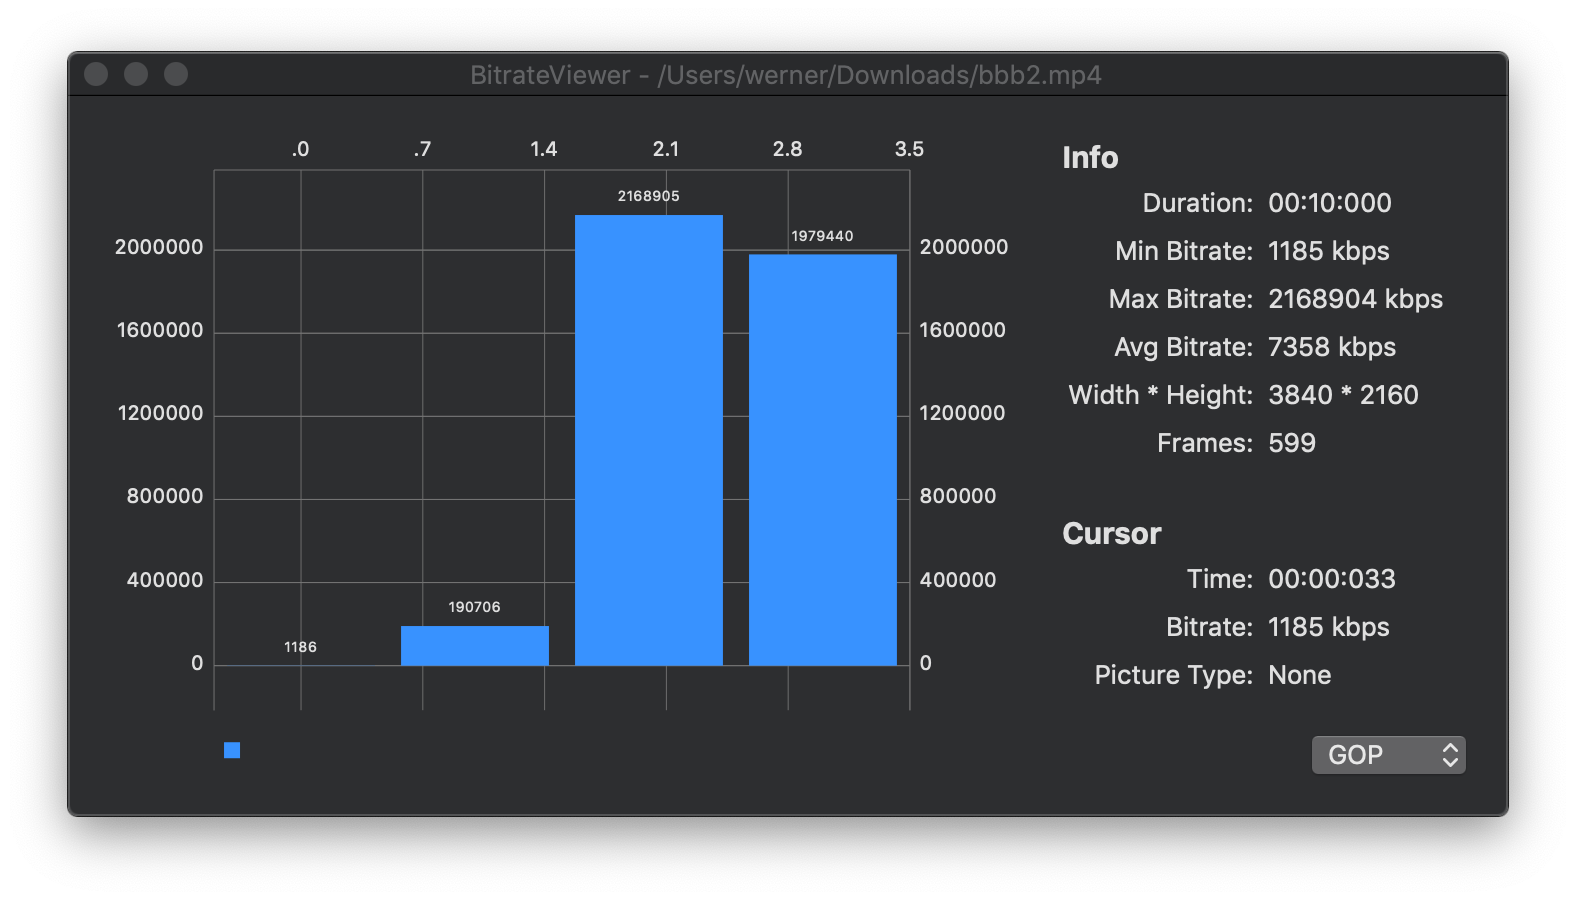 BitrateViewer - /Users/werner/Downloads/bbb2.mp4
.0 .7 1.4 2.1 2.8 3.5
2168905
1979440
2000000 2000000
1600000 1600000
1200000 1200000
800000 800000
400000 400000
190706
1186
0 0
Info
Duration: 00:10:000
Min Bitrate: 1185 kbps
Max Bitrate: 2168904 kbps
Avg Bitrate: 7358 kbps
Width * Height: 3840 * 2160
Frames: 599
Cursor
Time: 00:00:033
Bitrate: 1185 kbps
Picture Type: None
GOP